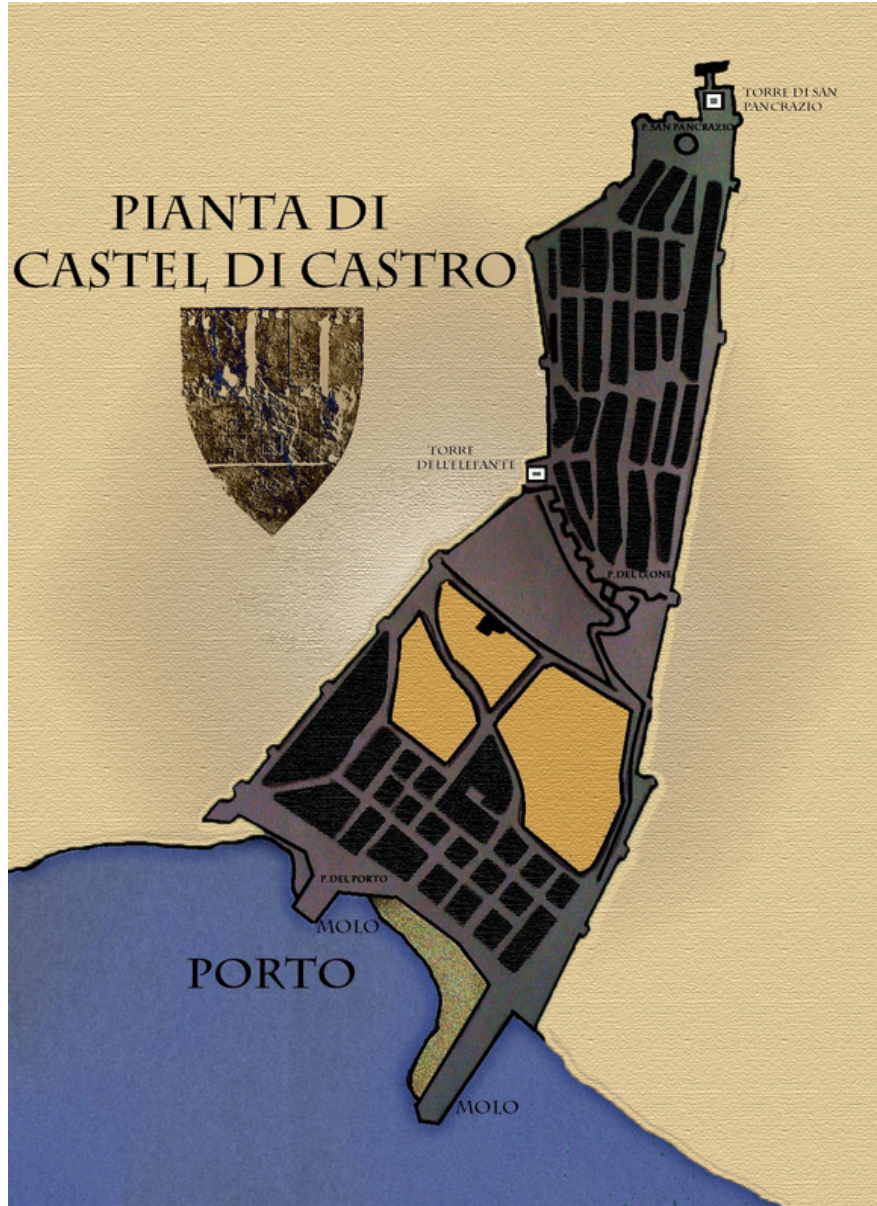 TORRE DI SAN
PANCRAZIO
P. SAN PANCRAZIO
PIANTA DI
CASTEL DI CASTRO
TORRE
DELL'ELEFANTE
P. DEL LEONE
P. DEL PORTO
MOLO
PORTO
MOLO